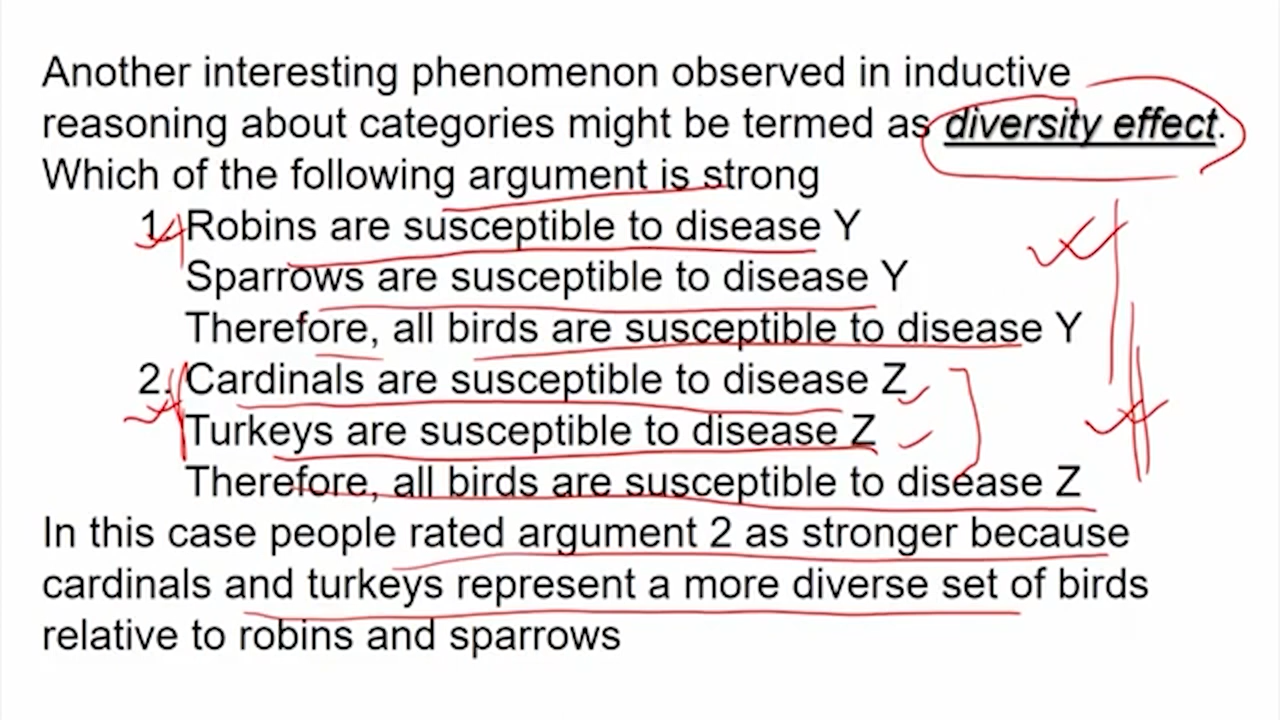 Another interesting phenomenon observed in inductive
reasoning about categories might be termed as diversity effect.
Which of the following argument is strong
1. Robins are susceptible to disease Y
Sparrows are susceptible to disease Y
Therefore, all birds are susceptible to disease Y
2. Cardinals are susceptible to disease Z
Turkeys are susceptible to disease Z
Therefore, all birds are susceptible to disease Z
In this case people rated argument 2 as stronger because
cardinals and turkeys represent a more diverse set of birds
relative to robins and sparrows